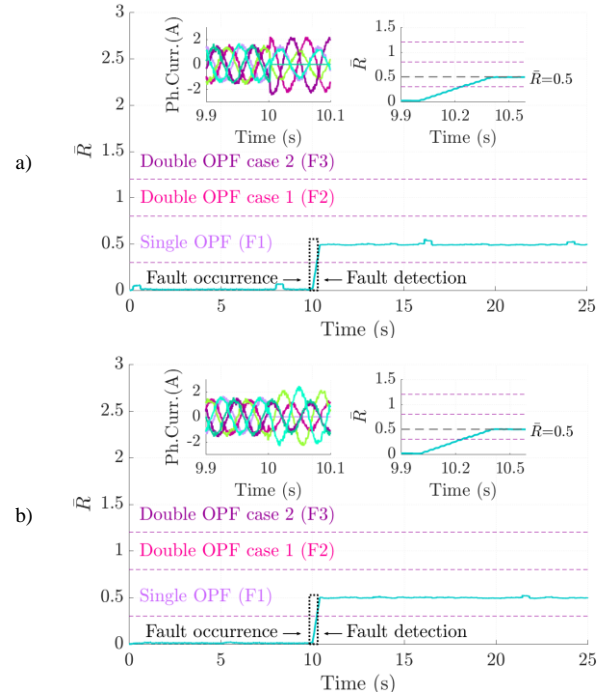 a)
3
2.5
2
1.5
1
0.5
0
R̄
Ph.Curr.(A)
2
0
-2
9.9 10 10.1
Time (s)
R̄
1.5
1
0.5
0
R̄=0.5
9.9 10.2 10.5
Time (s)
Double OPF case 2 (F3)
Double OPF case 1 (F2)
Single OPF (F1)
Fault occurrence → ← Fault detection
0 5 10 15 20 25
Time (s)
b)
3
2.5
2
1.5
1
0.5
0
R̄
Ph.Curr.(A)
2
0
-2
9.9 10 10.1
Time (s)
R̄
1.5
1
0.5
0
R̄=0.5
9.9 10.2 10.5
Time (s)
Double OPF case 2 (F3)
Double OPF case 1 (F2)
Single OPF (F1)
Fault occurrence → ← Fault detection
0 5 10 15 20 25
Time (s)